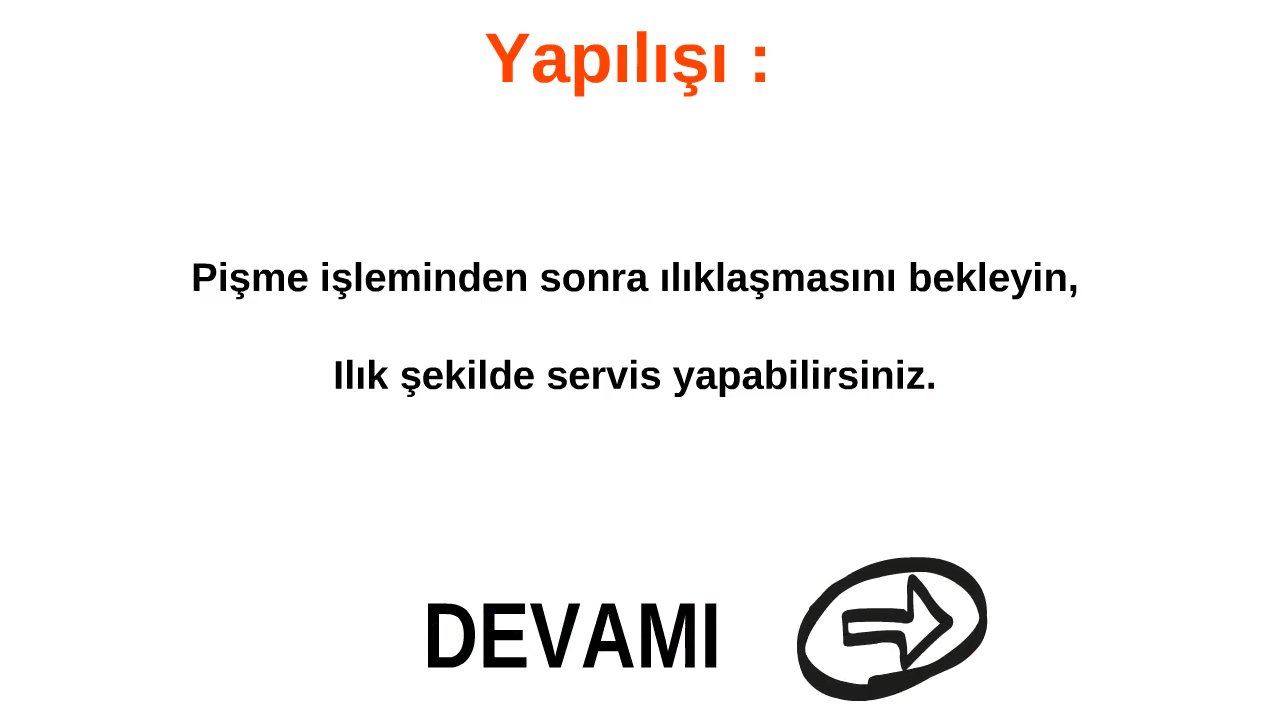 Yapılışı :
Pişme işleminden sonra ılıklaşmasını bekleyin,
Ilık şekilde servis yapabilirsiniz.
DEVAMI